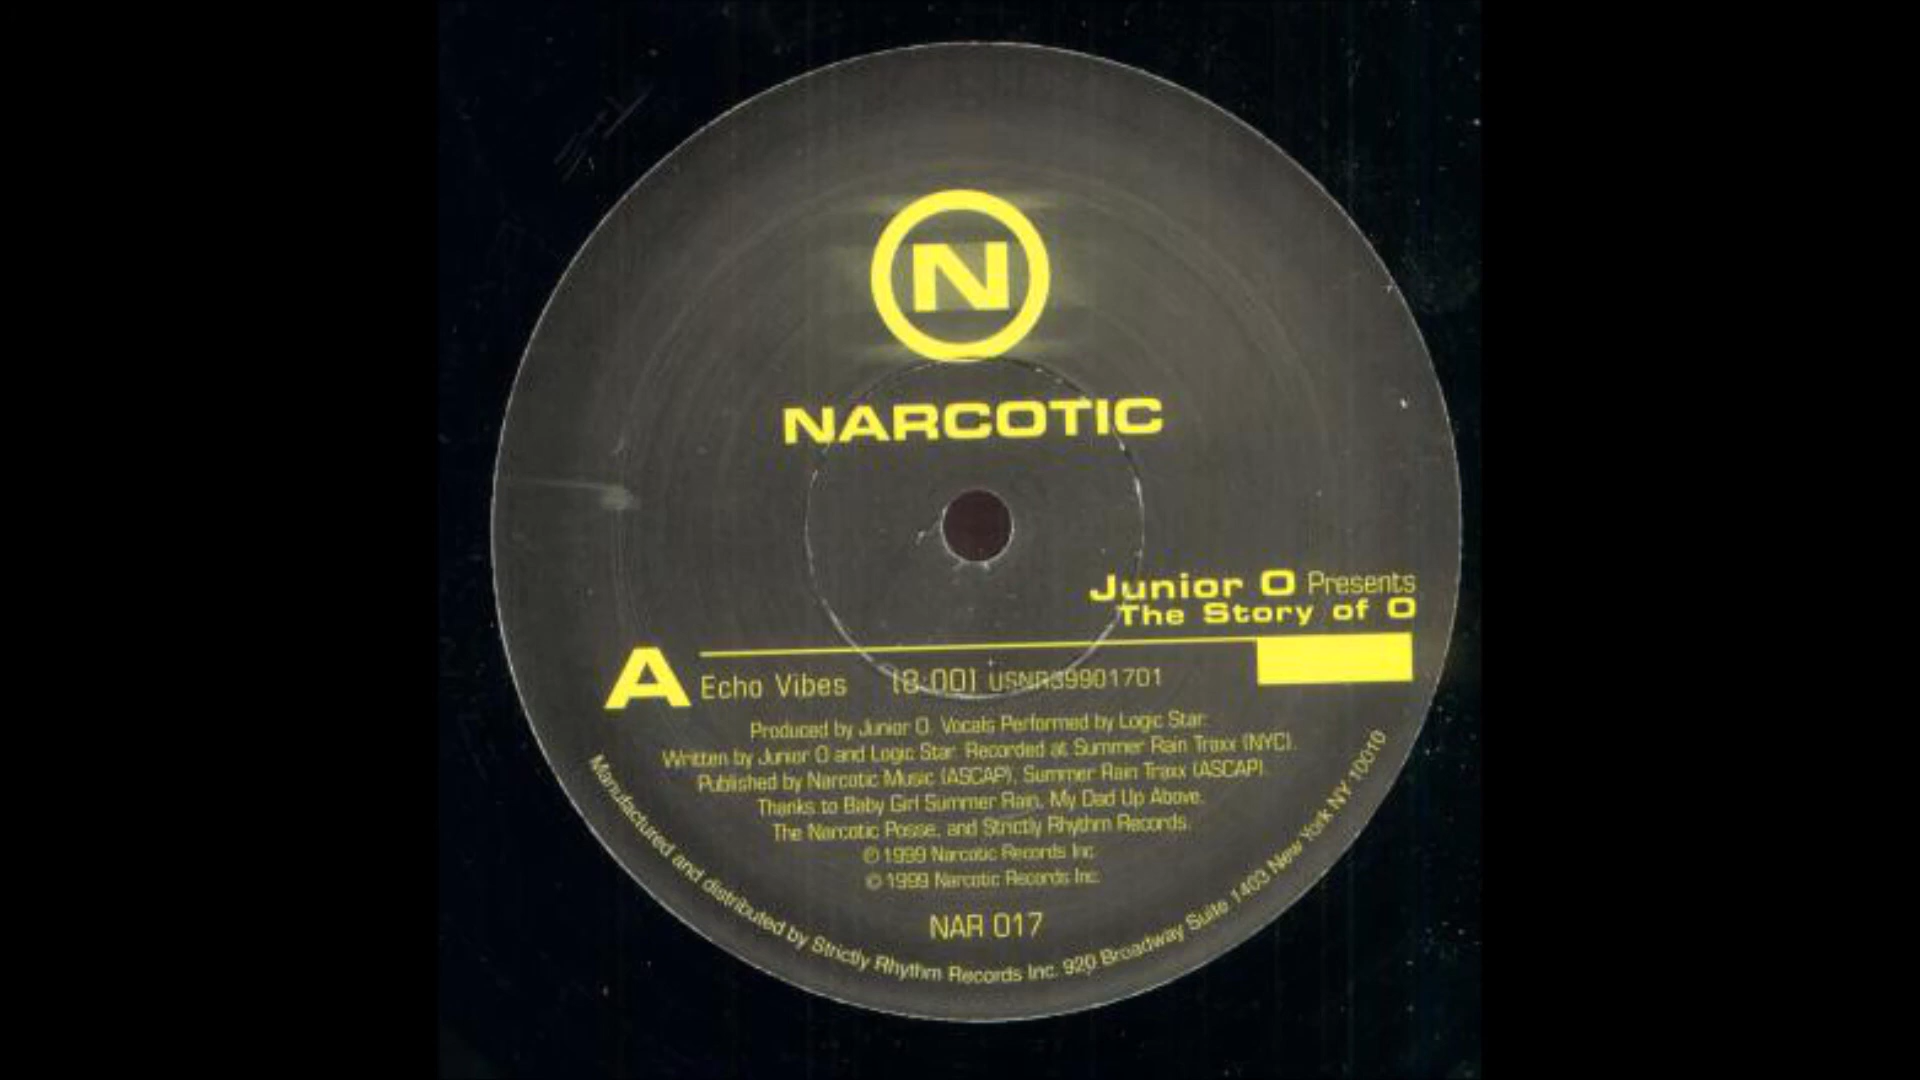 N
NARCOTIC
Junior O Presents
The Story of O
A Echo Vibes (8:00) USNR39901701
Produced by Junior O. Vocals Performed by Logic Star.
Written by Junior O and Logic Star. Recorded at Summer Rain Traxx (NYC).
Published by Narcotic Music (ASCAP), Summer Rain Traxx (ASCAP).
Thanks to Baby Girl Summer Rain, My Dad Up Above,
The Narcotic Posse, and Strictly Rhythm Records.
℗ 1999 Narcotic Records Inc.
© 1999 Narcotic Records Inc.
NAR 017
Manufactured and distributed by Strictly Rhythm Records Inc. 920 Broadway Suite 1403 New York NY 10010